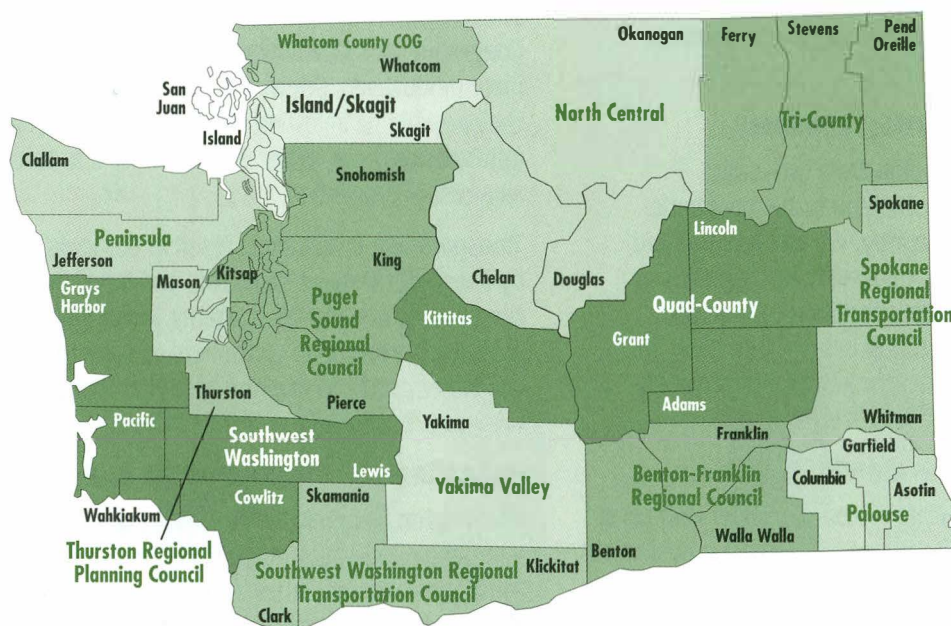 Whatcom County COG
Whatcom
Okanogan
Ferry
Stevens
Pend
Oreille
San
Juan
Island
Island/Skagit
Skagit
North Central
Tri-County
Clallam
Snohomish
Spokane
Peninsula
Jefferson
Mason
Kitsap
King
Chelan
Douglas
Lincoln
Grays
Harbor
Puget
Sound
Regional
Council
Kittitas
Quad-County
Grant
Spokane
Regional
Transportation
Council
Thurston
Pierce
Adams
Pacific
Yakima
Franklin
Whitman
Southwest
Washington
Lewis
Garfield
Columbia
Asotin
Wahkiakum
Cowlitz
Skamania
Yakima Valley
Benton-Franklin
Regional Council
Palouse
Walla Walla
Thurston Regional
Planning Council
Southwest Washington Regional
Transportation Council
Klickitat
Benton
Clark